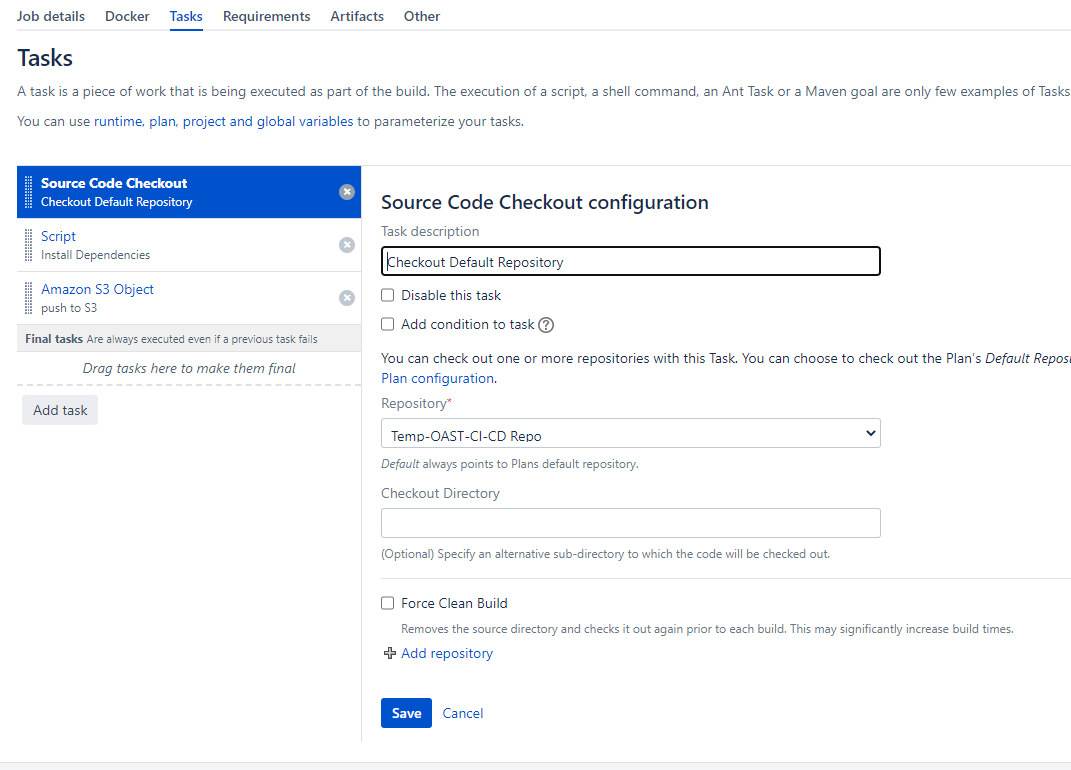 Job details Docker Tasks Requirements Artifacts Other
Tasks
A task is a piece of work that is being executed as part of the build. The execution of a script, a shell command, an Ant Task or a Maven goal are only few examples of Tasks
You can use runtime, plan, project and global variables to parameterize your tasks.
Source Code Checkout
Checkout Default Repository
Script
Install Dependencies
Amazon S3 Object
push to S3
Final tasks Are always executed even if a previous task fails
Drag tasks here to make them final
Add task
Source Code Checkout configuration
Task description
Checkout Default Repository
Disable this task
Add condition to task ?
You can check out one or more repositories with this Task. You can choose to check out the Plan's Default Reposi
Plan configuration.
Repository*
Temp-OAST-CI-CD Repo
Default always points to Plans default repository.
Checkout Directory
(Optional) Specify an alternative sub-directory to which the code will be checked out.
Force Clean Build
Removes the source directory and checks it out again prior to each build. This may significantly increase build times.
Add repository
Save Cancel